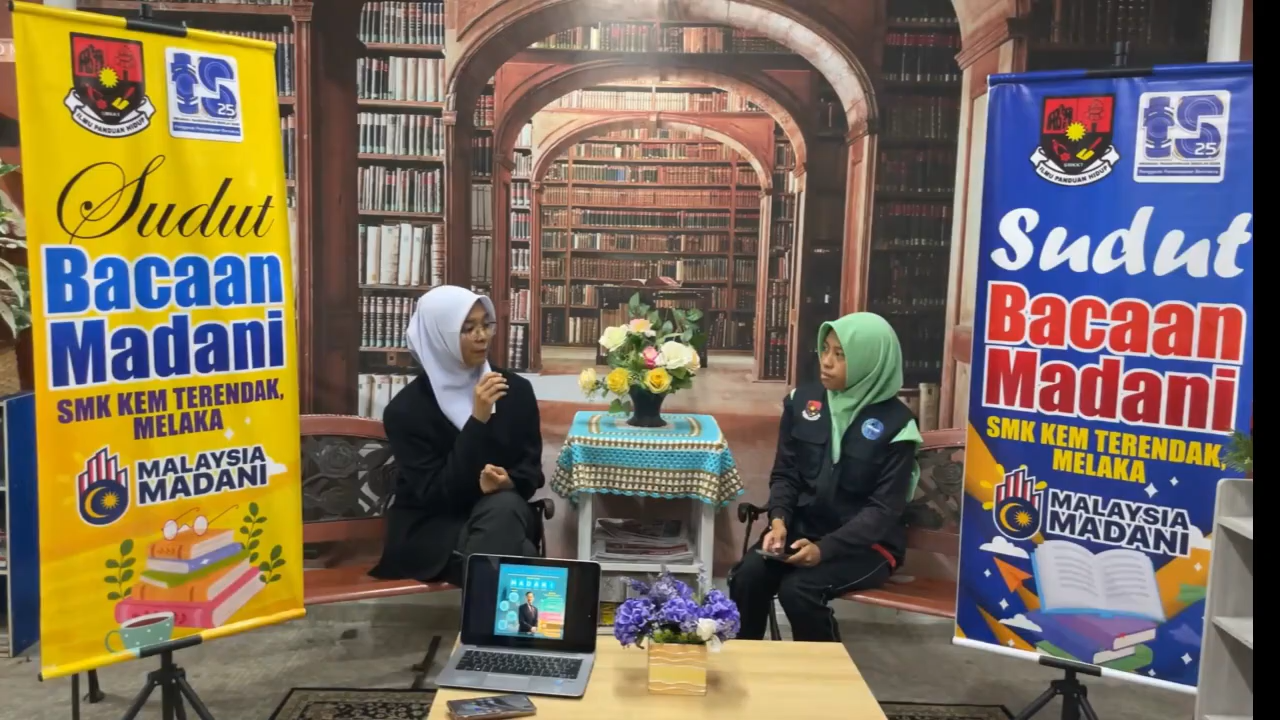 ILMU PANDUAN HIDUP
25
Sudut
Bacaan
Madani
SMK KEM TERENDAK,
MELAKA
MALAYSIA
MADANI
MADANI
ILMU PANDUAN HIDUP
25
Sudut
Bacaan
Madani
SMK KEM TERENDAK,
MELAKA
MALAYSIA
MADANI